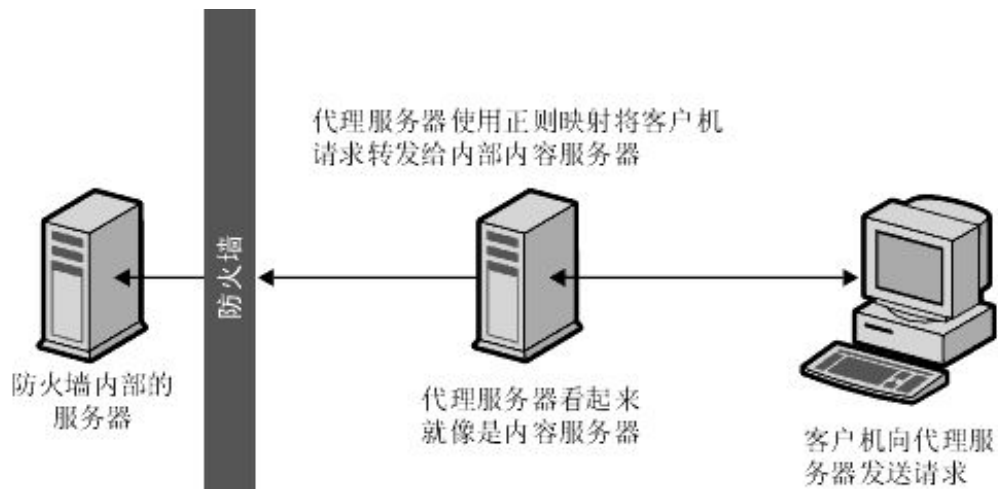 代理服务器使用正则映射将客户机
请求转发给内部内容服务器
防火墙
防火墙内部的
服务器
代理服务器看起来
就像是内容服务器
客户机向代理服
务器发送请求